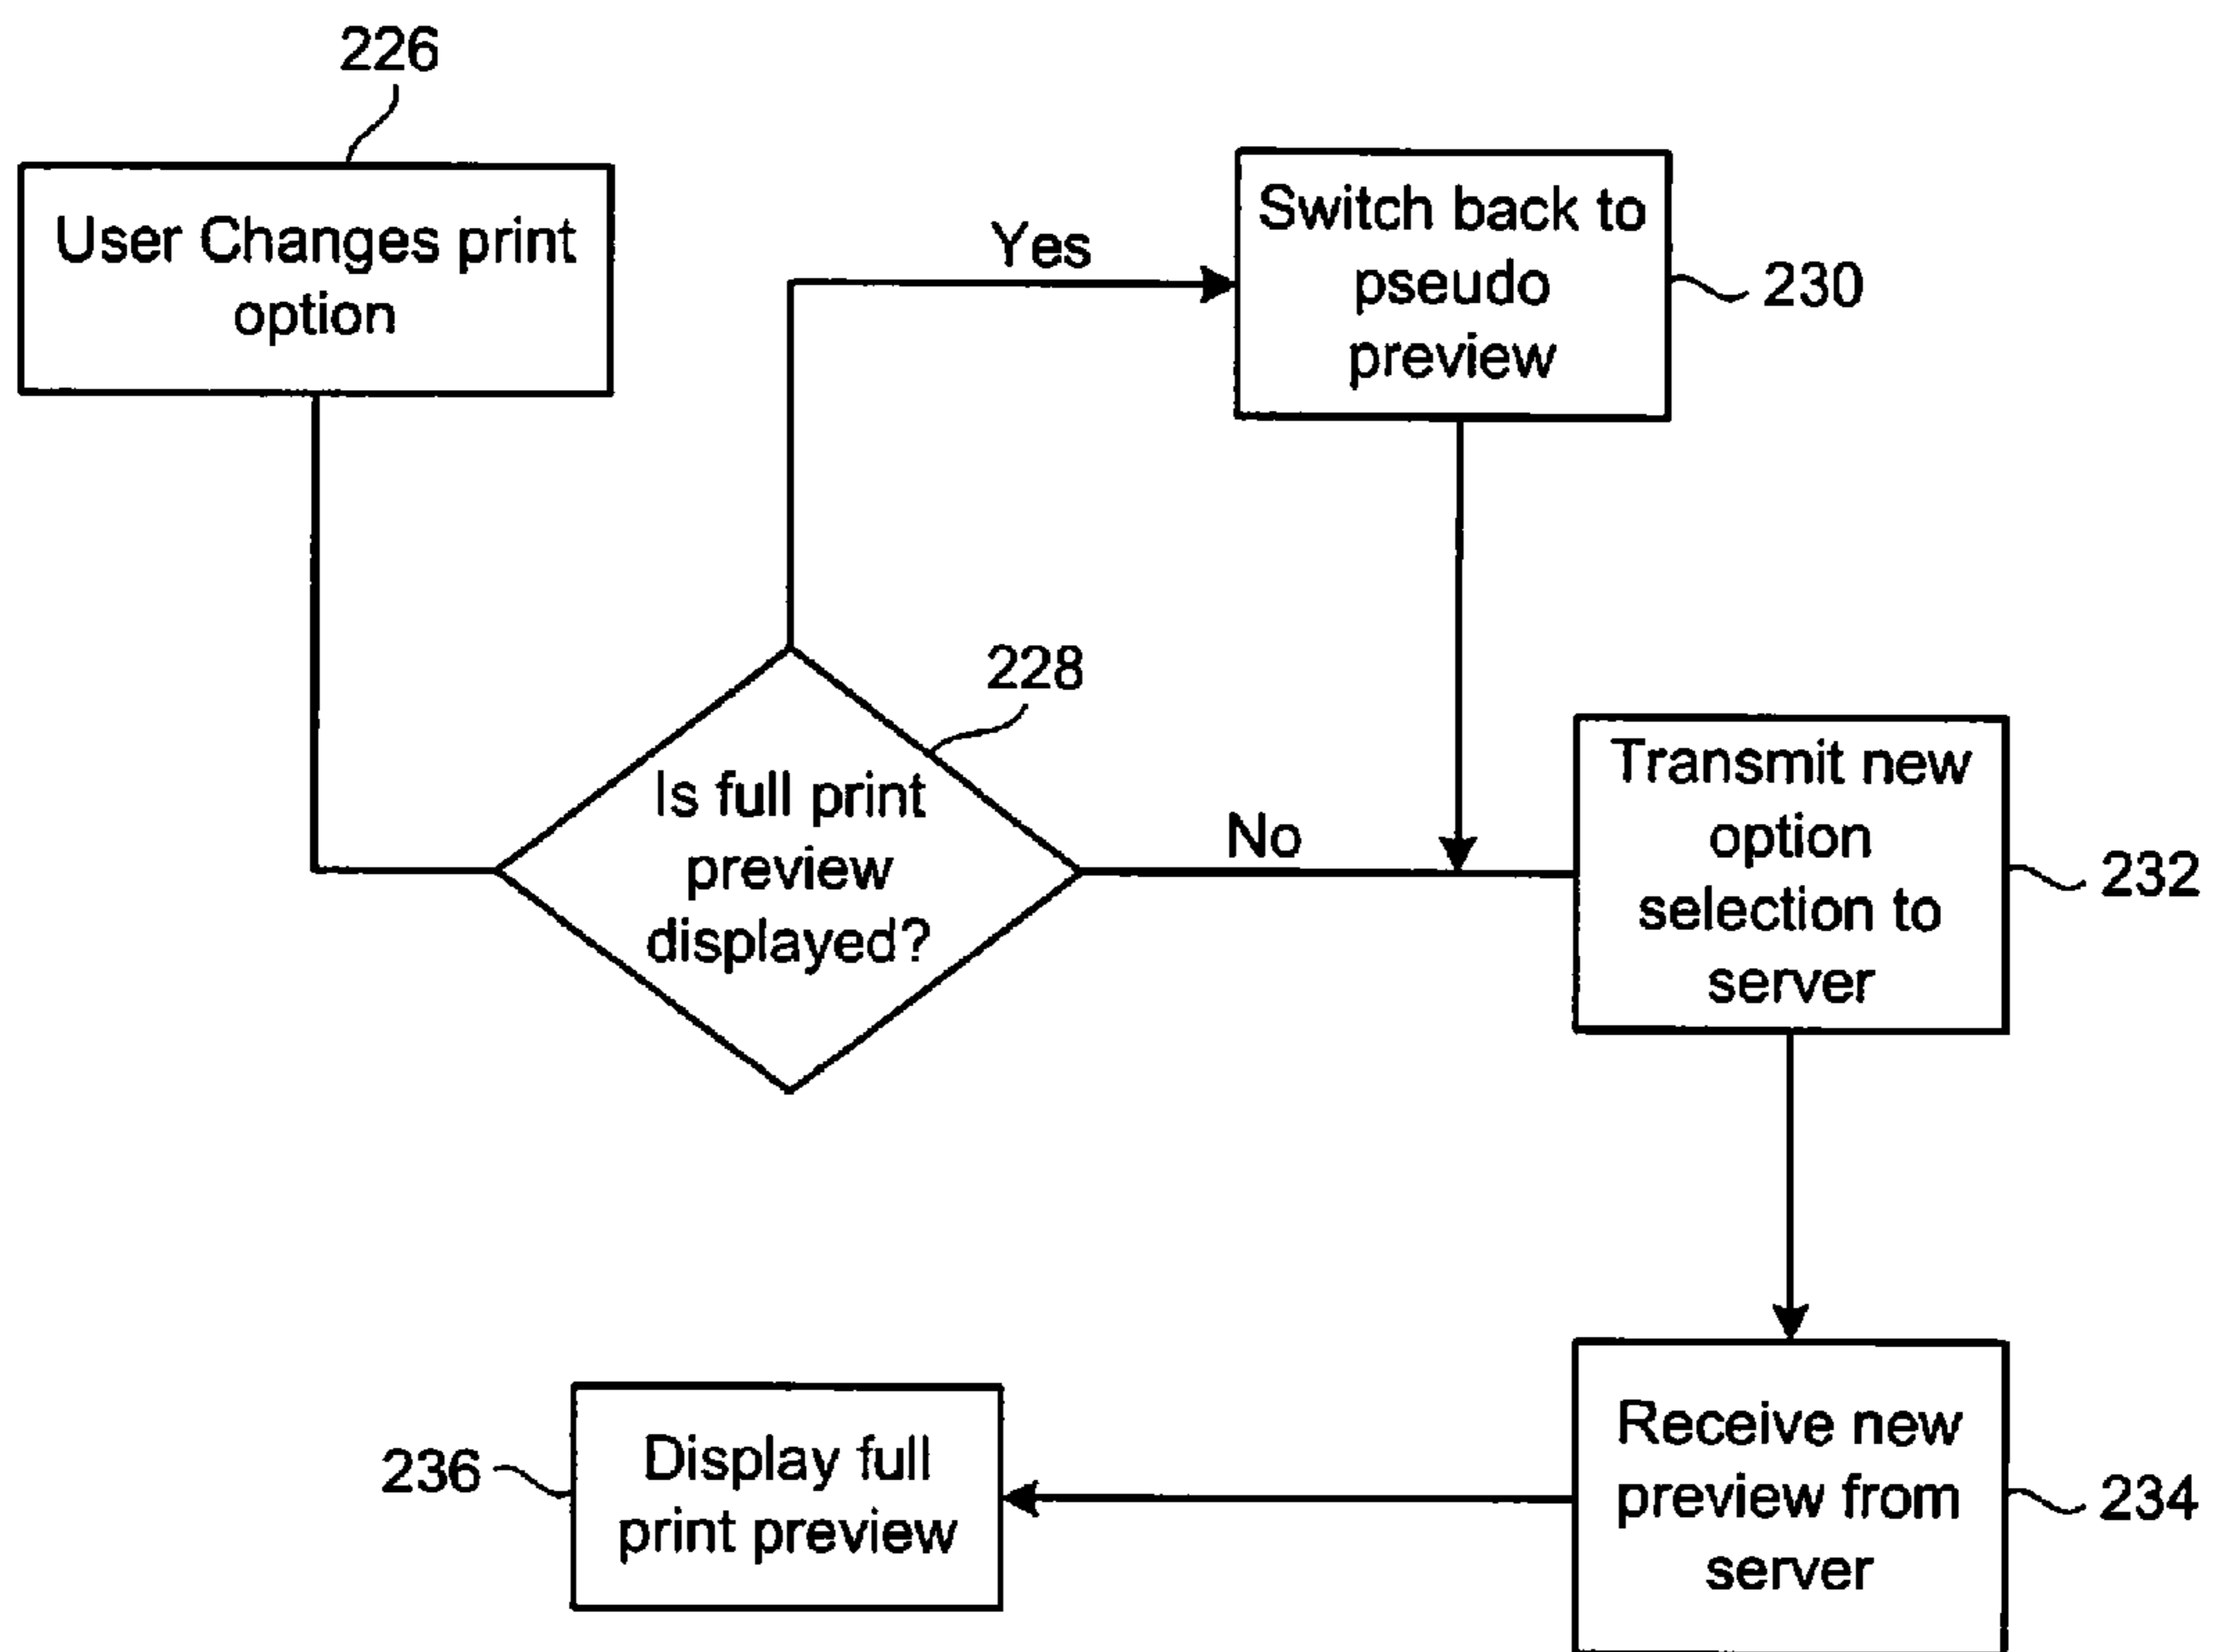 226
User Changes print
option
Yes
Switch back to
pseudo
preview
230
228
Is full print
preview
displayed?
No
Transmit new
option
selection to
server
232
Receive new
preview from
server
234
236
Display full
print preview